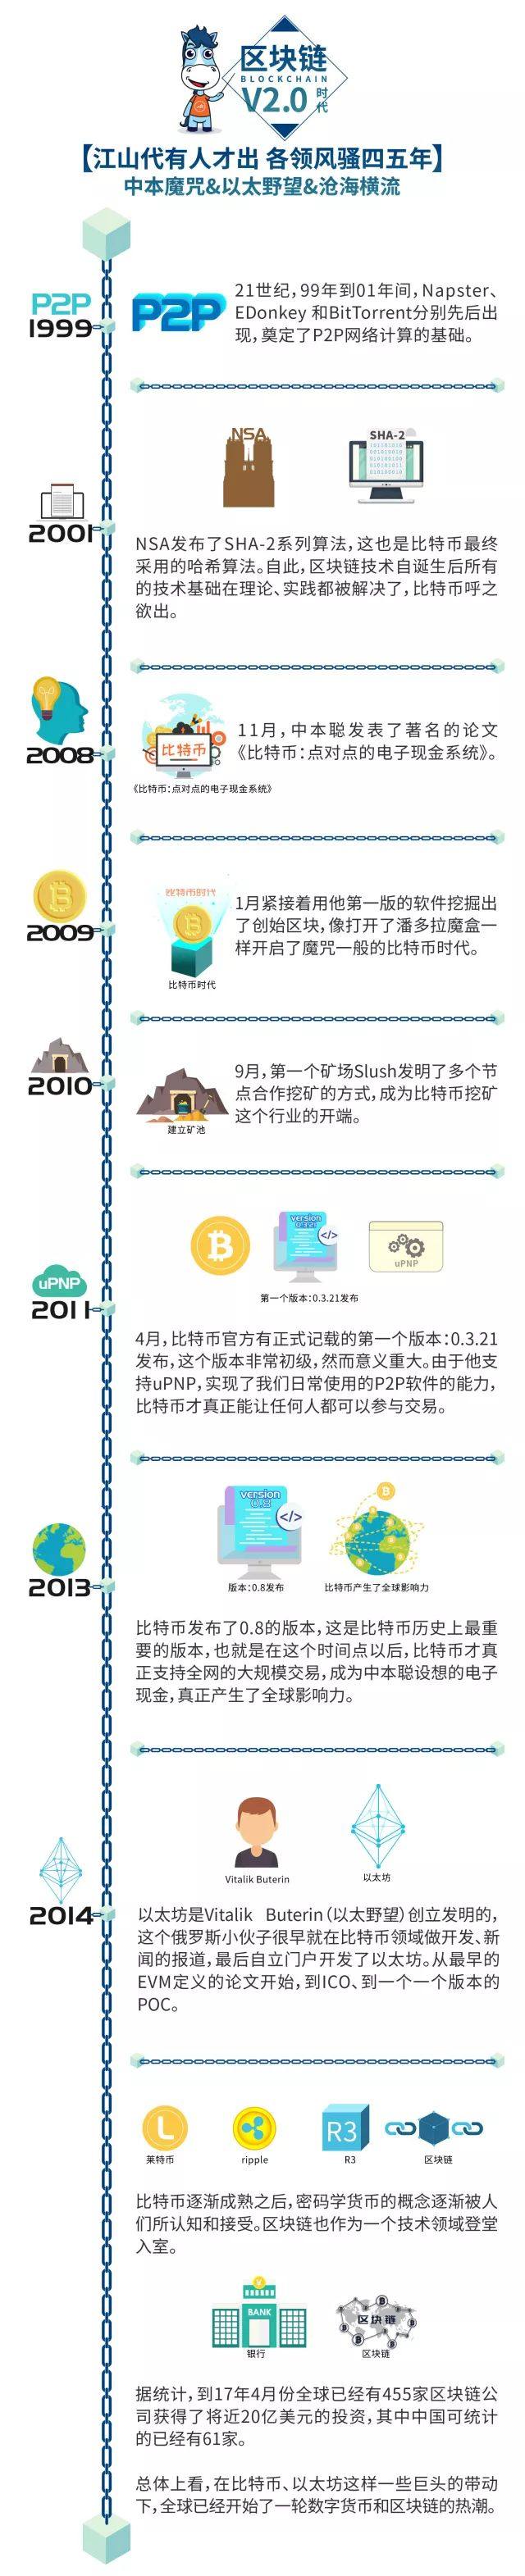 区块链
BLOCKCHAIN
V2.0 时代
【江山代有人才出 各领风骚四五年】
中本魔咒&以太野望&沧海横流
P2P
1999
P2P
21世纪，99年到01年间，Napster、
EDonkey 和BitTorrent分别先后出
现，奠定了P2P网络计算的基础。
NSA
SHA-2
2001
NSA发布了SHA-2系列算法，这也是比特币最终
采用的哈希算法。自此，区块链技术自诞生后所有
的技术基础在理论、实践都被解决了，比特币呼之
欲出。
2008
比特币
《比特币：点对点的电子现金系统》
11月，中本聪发表了著名的论文
《比特币：点对点的电子现金系统》。
2009
比特币时代
比特币时代
1月紧接着用他第一版的软件挖掘出
了创始区块，像打开了潘多拉魔盒一
样开启了魔咒一般的比特币时代。
2010
建立矿池
9月，第一个矿场Slush发明了多个节
点合作挖矿的方式，成为比特币挖矿
这个行业的开端。
uPNP
2011
version
0.3.21
</>
uPNP
第一个版本：0.3.21发布
4月，比特币官方有正式记载的第一个版本：0.3.21
发布，这个版本非常初级，然而意义重大。由于他支
持uPNP，实现了我们日常使用的P2P软件的能力，
比特币才真正能让任何人都可以参与交易。
2013
version
0.8
</>
版本：0.8发布
比特币产生了全球影响力
比特币发布了0.8的版本，这是比特币历史上最重
要的版本，也就是在这个时间点以后，比特币才真
正支持全网的大规模交易，成为中本聪设想的电子
现金，真正产生了全球影响力。
2014
Vitalik Buterin
以太坊
以太坊是Vitalik Buterin（以太野望）创立发明的，
这个俄罗斯小伙子很早就在比特币领域做开发、新
闻的报道，最后自立门户开发了以太坊。从最早的
EVM定义的论文开始，到ICO、到一个一个版本的
POC。
R3
莱特币
ripple
R3
区块链
比特币逐渐成熟之后，密码学货币的概念逐渐被人
们所认知和接受。区块链也作为一个技术领域登堂
入室。
BANK
银行
区块链
区块链
据统计，到17年4月份全球已经有455家区块链公
司获得了将近20亿美元的投资，其中中国可统计
的已经有61家。
总体上看，在比特币、以太坊这样一些巨头的带动
下，全球已经开始了一轮数字货币和区块链的热潮。